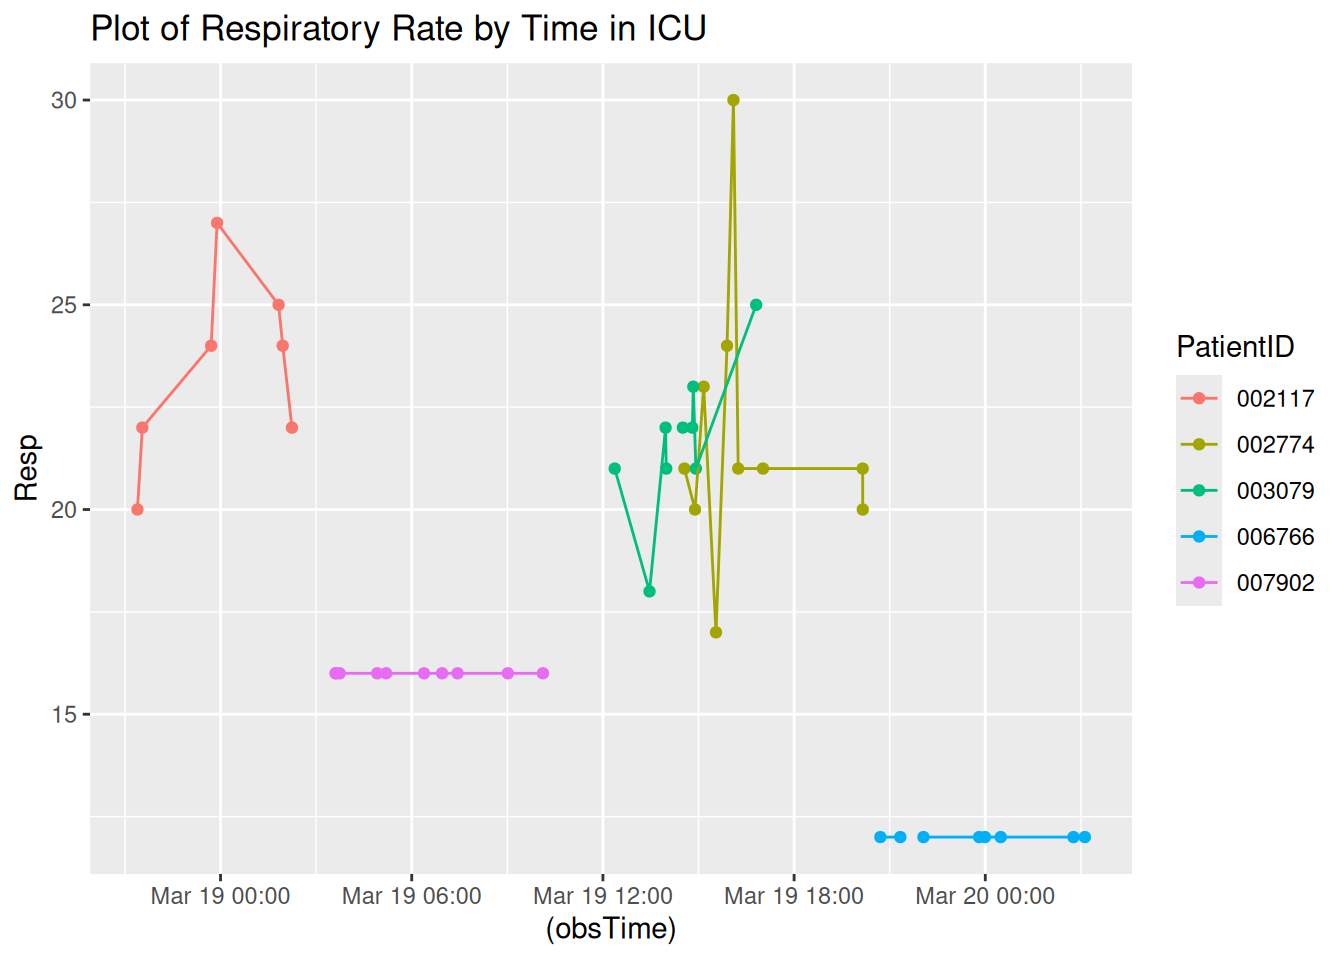 Plot of Respiratory Rate by Time in ICU
30
25
20
15
Resp
Mar 19 00:00 Mar 19 06:00 Mar 19 12:00 Mar 19 18:00 Mar 20 00:00
(obsTime)
PatientID
002117
002774
003079
006766
007902